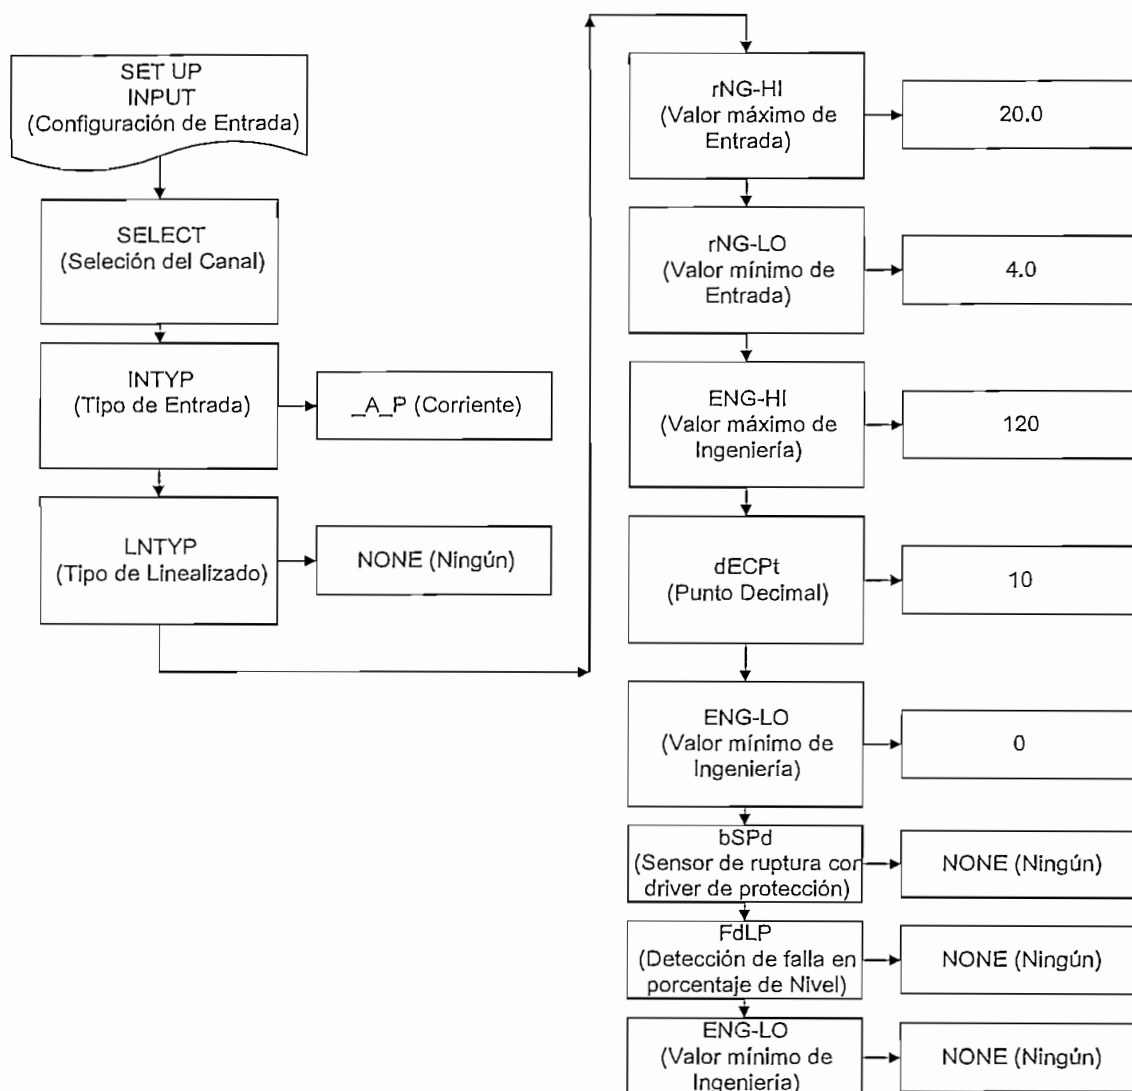 SET UP
INPUT
(Configuración de Entrada)
SELECT
(Seleción del Canal)
INTYP
(Tipo de Entrada)
_A_P (Corriente)
LNTYP
(Tipo de Linealizado)
NONE (Ningún)
rNG-HI
(Valor máximo de
Entrada)
20.0
rNG-LO
(Valor mínimo de
Entrada)
4.0
ENG-HI
(Valor máximo de
Ingeniería)
120
dECPt
(Punto Decimal)
10
ENG-LO
(Valor mínimo de
Ingeniería)
0
bSPd
(Sensor de ruptura con
driver de protección)
NONE (Ningún)
FdLP
(Detección de falla en
porcentaje de Nivel)
NONE (Ningún)
ENG-LO
(Valor mínimo de
Ingeniería)
NONE (Ningún)